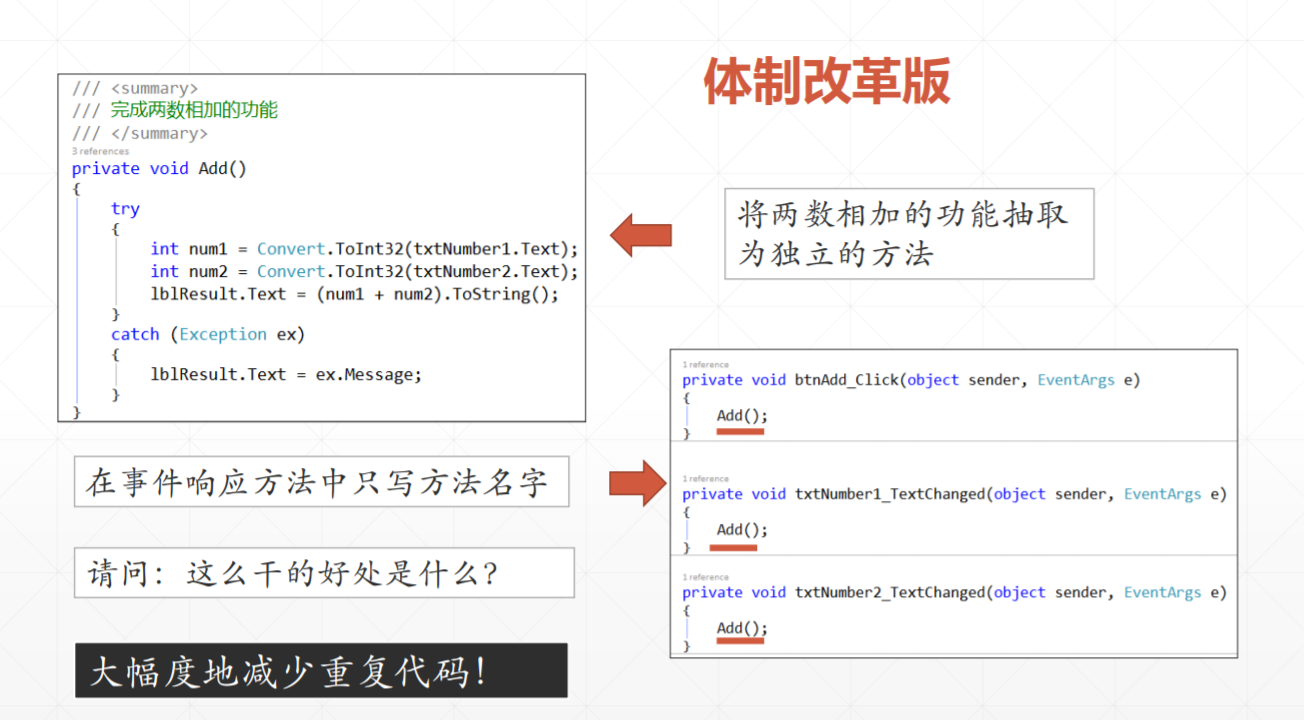 体制改革版
/// <summary>
/// 完成两数相加的功能
/// </summary>
3 references
private void Add()
{
try
{
int num1 = Convert.ToInt32(txtNumber1.Text);
int num2 = Convert.ToInt32(txtNumber2.Text);
lblResult.Text = (num1 + num2).ToString();
}
catch (Exception ex)
{
lblResult.Text = ex.Message;
}
}
将两数相加的功能抽取
为独立的方法
在事件响应方法中只写方法名字
1 reference
private void btnAdd_Click(object sender, EventArgs e)
{
Add();
}
1 reference
private void txtNumber1_TextChanged(object sender, EventArgs e)
{
Add();
}
1 reference
private void txtNumber2_TextChanged(object sender, EventArgs e)
{
Add();
}
请问：这么干的好处是什么？
大幅度地减少重复代码！